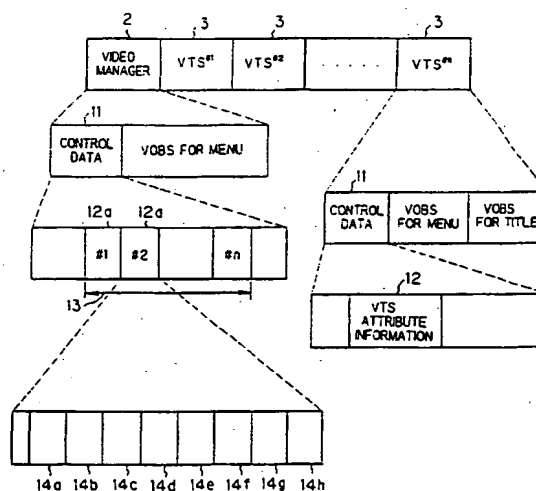 2
3
3
3
VIDEO MANAGER
VTS#1
VTS#2
. . . . .
VTS#n
11
CONTROL DATA
VOBS FOR MENU
11
CONTROL DATA
VOBS FOR MENU
VOBS FOR TITLE
12a
12a
#1
#2
#n
13
12
VTS ATTRIBUTE INFORMATION
14a
14b
14c
14d
14e
14f
14g
14h